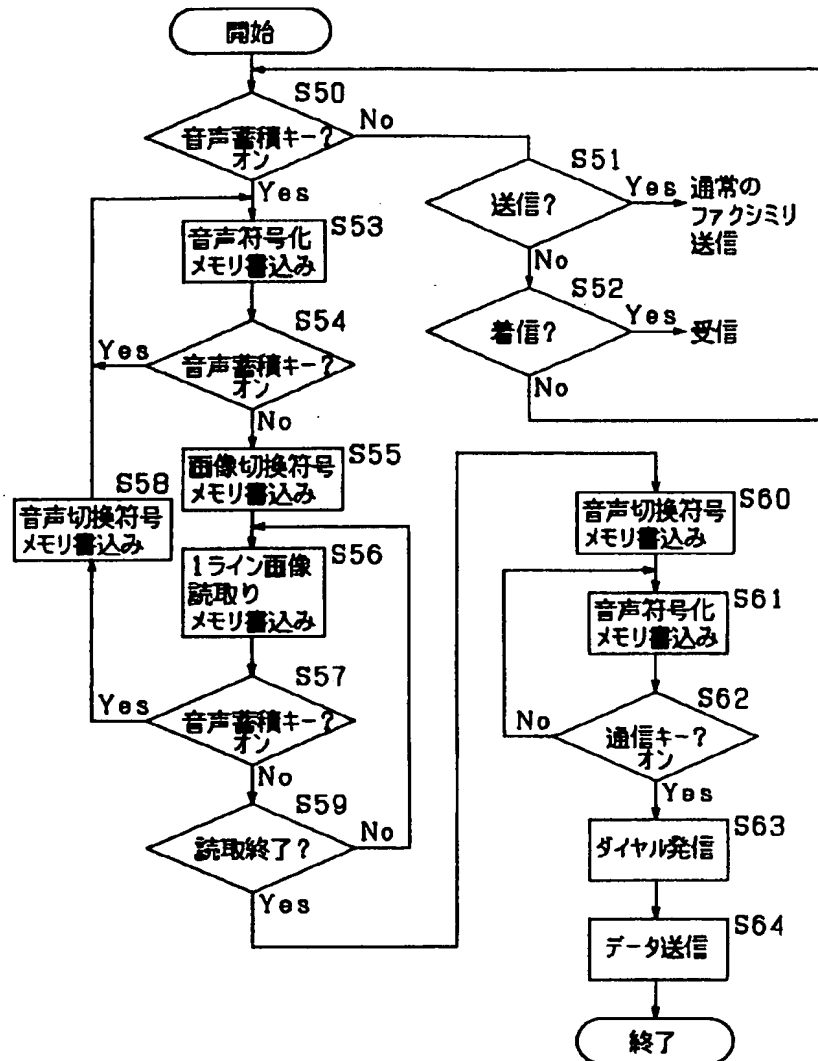 開始
S50
音声蓄積キー?
オン
No
Yes
S51
送信?
Yes
通常の
ファクシミリ
送信
No
S52
着信?
Yes
受信
No
S53
音声符号化
メモリ書込み
S54
音声蓄積キー?
オン
Yes
No
S55
画像切換符号
メモリ書込み
S58
音声切換符号
メモリ書込み
S56
1ライン画像
読取り
メモリ書込み
S57
音声蓄積キー?
オン
Yes
No
S59
読取終了?
No
Yes
S60
音声切換符号
メモリ書込み
S61
音声符号化
メモリ書込み
S62
通信キー?
オン
No
Yes
S63
ダイヤル発信
S64
データ送信
終了